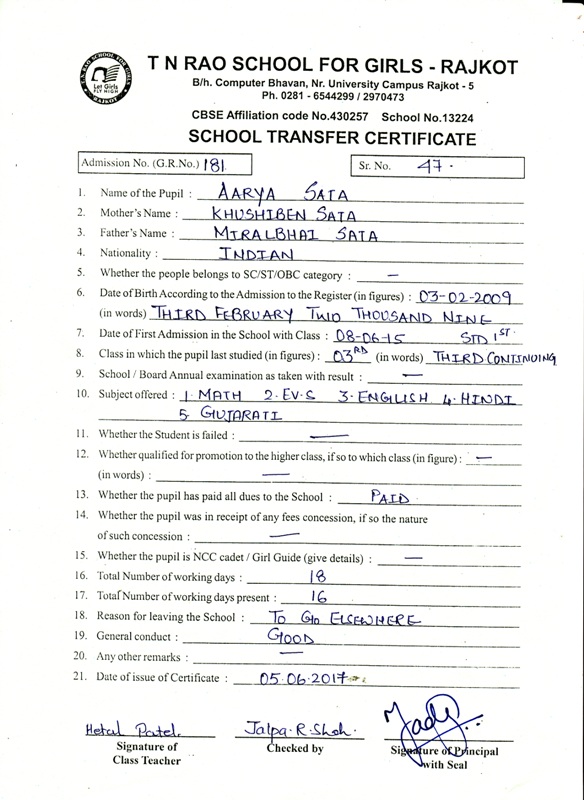 T.N. RAO SCHOOL FOR GIRLS
Let Girls
FLY HIGH
RAJKOT
T N RAO SCHOOL FOR GIRLS - RAJKOT
B/h. Computer Bhavan, Nr. University Campus Rajkot - 5
Ph. 0281 - 6544299 / 2970473
CBSE Affiliation code No.430257 School No.13224
SCHOOL TRANSFER CERTIFICATE
Admission No. (G.R.No.) 181 Sr. No. 47.
1. Name of the Pupil : AARYA SATA
2. Mother's Name : KHUSHIBEN SATA
3. Father's Name : MIRALBHAI SATA
4. Nationality : INDIAN
5. Whether the people belongs to SC/ST/OBC category : —
6. Date of Birth According to the Admission to the Register (in figures) : 03-02-2009
(in words) THIRD FEBRUARY TWO THOUSAND NINE
7. Date of First Admission in the School with Class : 08-06-15 STD 1ST.
8. Class in which the pupil last studied (in figures) : 03RD (in words) THIRD CONTINUING
9. School / Board Annual examination as taken with result : —
10. Subject offered : 1. MATH 2. EV.S 3. ENGLISH 4. HINDI
5. GUJARATI
11. Whether the Student is failed : —
12. Whether qualified for promotion to the higher class, if so to which class (in figure) : —
(in words) : —
13. Whether the pupil has paid all dues to the School : PAID
14. Whether the pupil was in receipt of any fees concession, if so the nature
of such concession : —
15. Whether the pupil is NCC cadet / Girl Guide (give details) : —
16. Total Number of working days : 18
17. Total Number of working days present : 16
18. Reason for leaving the School : TO GO ELSEWHERE
19. General conduct : GOOD
20. Any other remarks : —
21. Date of issue of Certificate : 05.06.2017
Hetal Patel. Jalpa.R.Shah.
Signature of Checked by Signature of Principal
Class Teacher with Seal